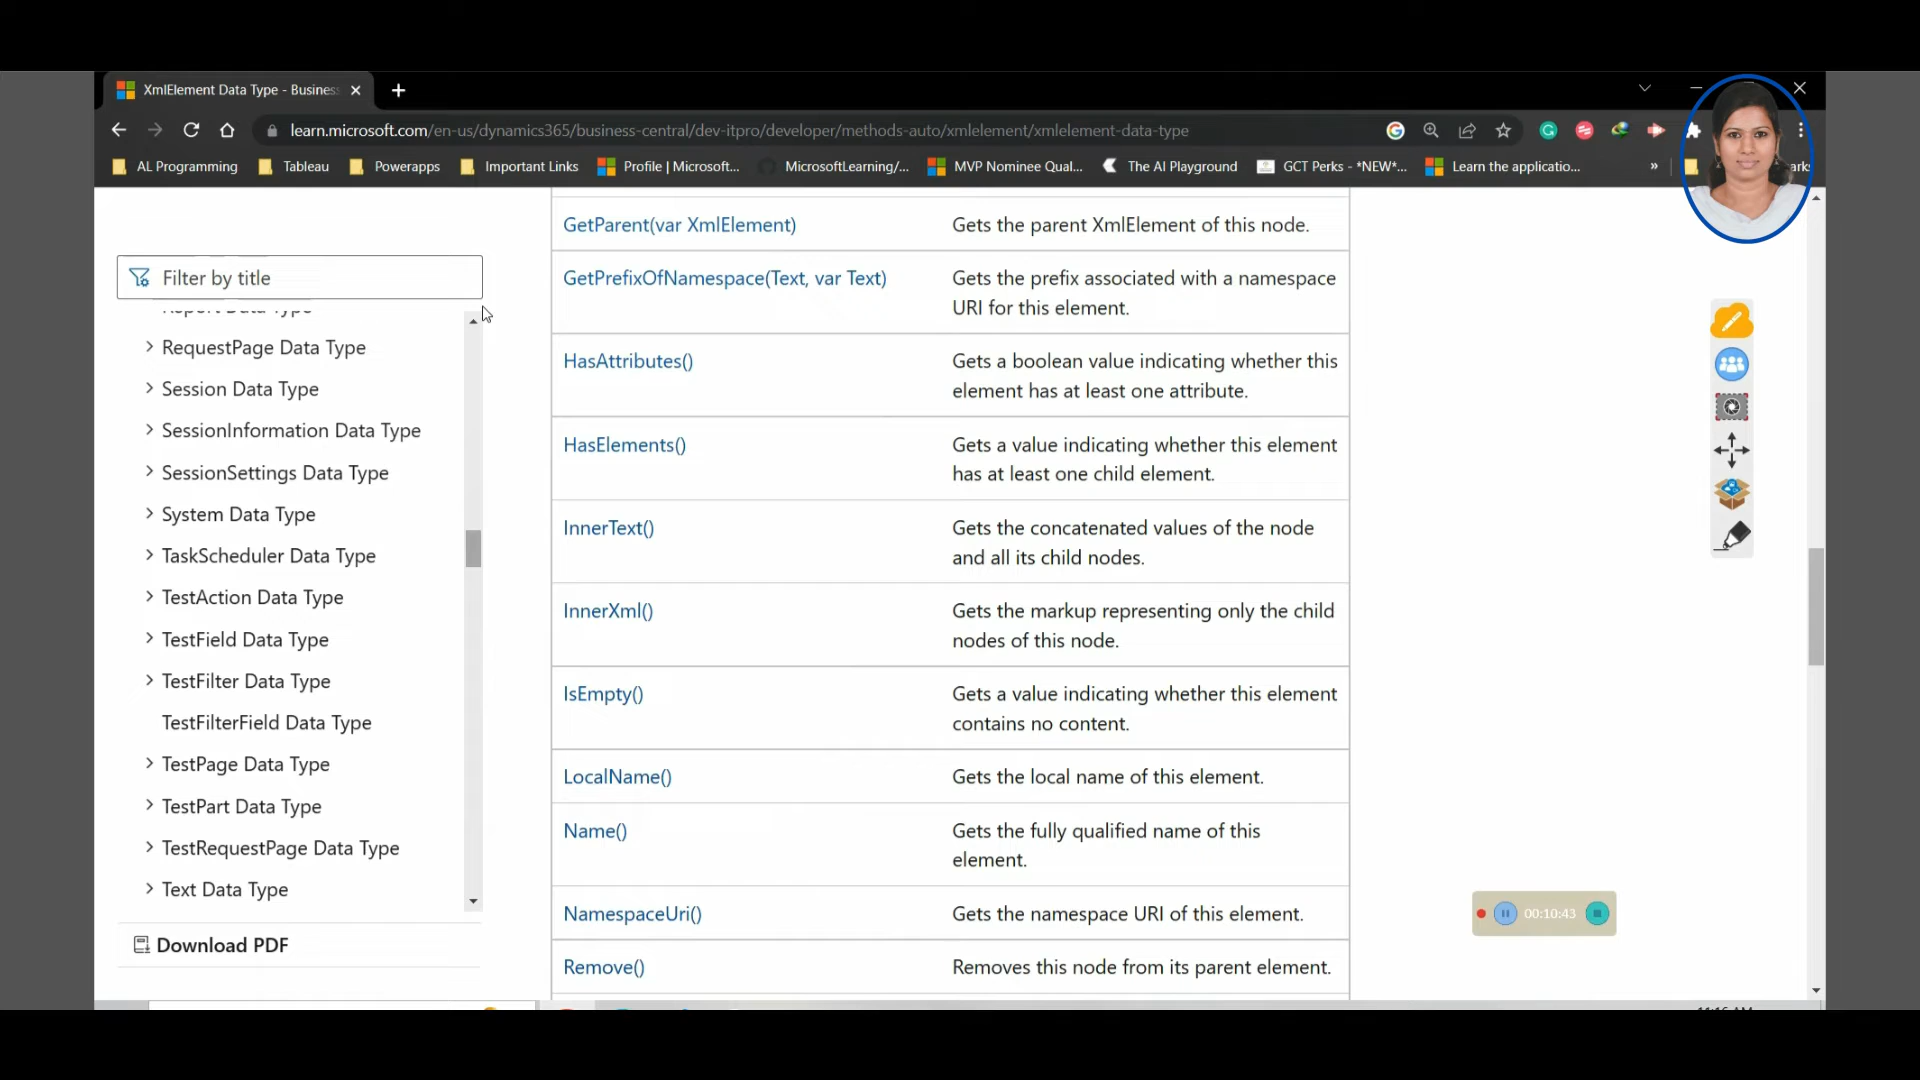 XmlElement Data Type - Business
learn.microsoft.com/en-us/dynamics365/business-central/dev-itpro/developer/methods-auto/xmlelement/xmlelement-data-type
AL Programming Tableau Powerapps Important Links Profile | Microsoft... MicrosoftLearning/... MVP Nominee Qual... The AI Playground GCT Perks - *NEW*... Learn the applicatio... »
Filter by title
Report Data Type
RequestPage Data Type
Session Data Type
SessionInformation Data Type
SessionSettings Data Type
System Data Type
TaskScheduler Data Type
TestAction Data Type
TestField Data Type
TestFilter Data Type
TestFilterField Data Type
TestPage Data Type
TestPart Data Type
TestRequestPage Data Type
Text Data Type
Download PDF
GetParent(var XmlElement) Gets the parent XmlElement of this node.
GetPrefixOfNamespace(Text, var Text) Gets the prefix associated with a namespace
URI for this element.
HasAttributes() Gets a boolean value indicating whether this
element has at least one attribute.
HasElements() Gets a value indicating whether this element
has at least one child element.
InnerText() Gets the concatenated values of the node
and all its child nodes.
InnerXml() Gets the markup representing only the child
nodes of this node.
IsEmpty() Gets a value indicating whether this element
contains no content.
LocalName() Gets the local name of this element.
Name() Gets the fully qualified name of this
element.
NamespaceUri() Gets the namespace URI of this element.
Remove() Removes this node from its parent element.
00:10:43